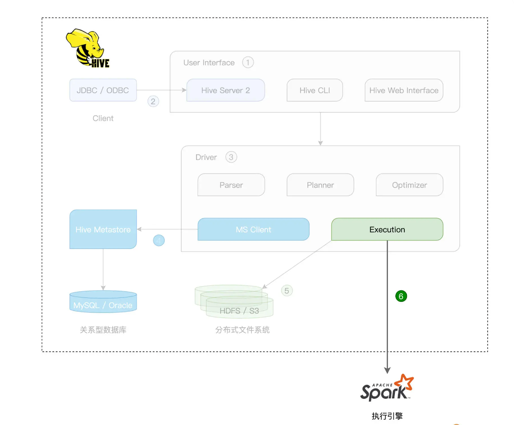 HIVE
User Interface ①
JDBC / ODBC
②
Hive Server 2
Hive CLI
Hive Web Interface
Client
Driver ③
Parser
Planner
Optimizer
Hive Metastore
MS Client
Execution
MySQL / Oracle
关系型数据库
HDFS / S3
⑤
分布式文件系统
6
APACHE
Spark
执行引擎